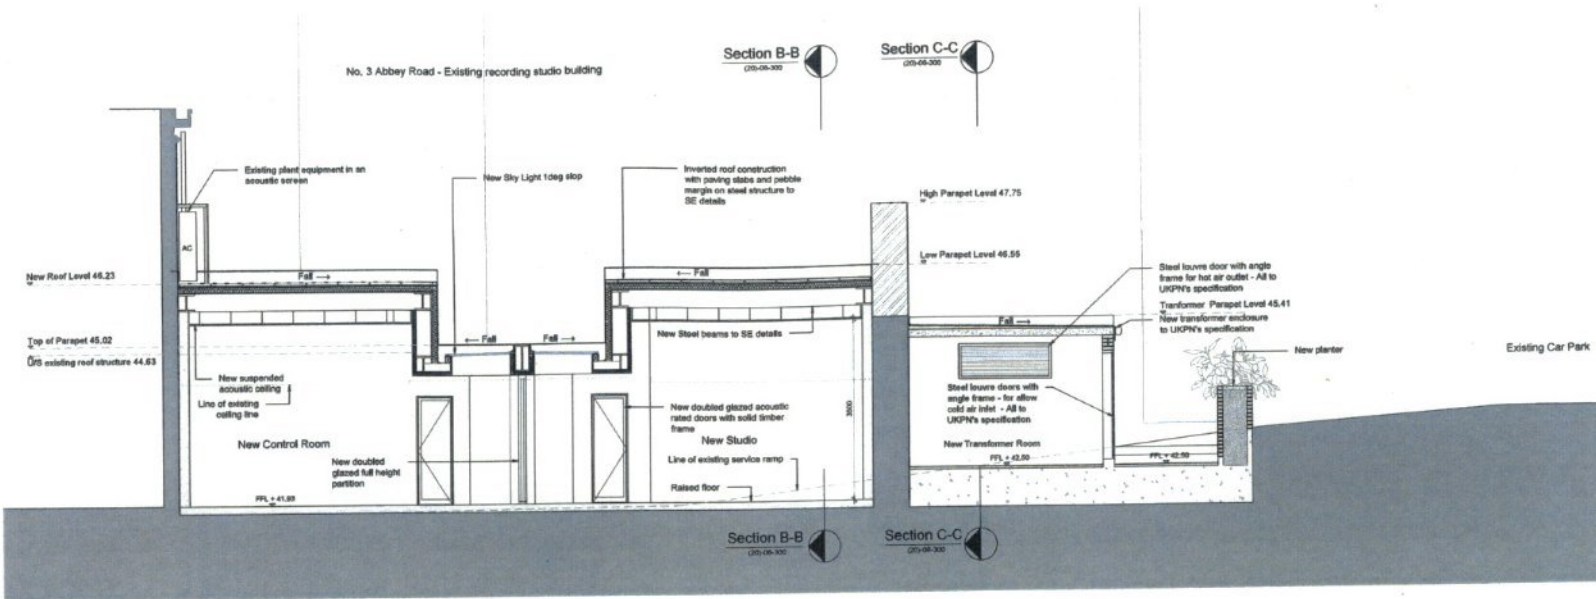 Section B-B
(20)-06-300
Section C-C
(20)-06-300
No. 3 Abbey Road - Existing recording studio building
Existing plant equipment in an
acoustic screen
New Sky Light 1deg slop
Inverted roof construction
with paving slabs and pebble
margin on steel structure to
SE details
High Parapet Level 47.75
Low Parapet Level 46.55
AC
New Roof Level 46.23
Fall →
← Fall
Steel louvre door with angle
frame for hot air outlet - All to
UKPN's specification
Tranformer Parapet Level 45.41
New transformer enclosure
to UKPN's specification
Fall →
Top of Parapet 45.02
U/S existing roof structure 44.63
← Fall
Fall →
New Steel beams to SE details
New planter
Existing Car Park
New suspended
acoustic ceiling
Line of existing
ceiling line
Steel louvre doors with
angle frame - for allow
cold air inlet - All to
UKPN's specification
New doubled glazed acoustic
rated doors with solid timber
frame
3500
New Control Room
New Studio
New Transformer Room
New doubled
glazed full height
partition
Line of existing service ramp
FFL + 42.50
FFL + 42.50
Raised floor
FFL + 41.95
Section B-B
(20)-06-300
Section C-C
(20)-06-300